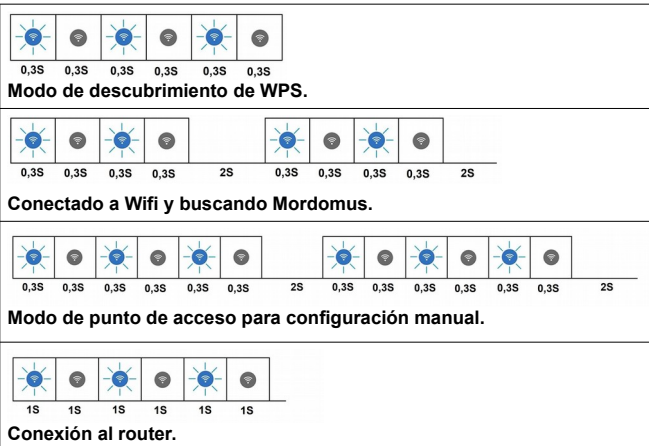 0,3S 0,3S 0,3S 0,3S 0,3S 0,3S
Modo de descubrimiento de WPS.
0,3S 0,3S 0,3S 0,3S 2S 0,3S 0,3S 0,3S 0,3S 2S
Conectado a Wifi y buscando Mordomus.
0,3S 0,3S 0,3S 0,3S 0,3S 0,3S 2S 0,3S 0,3S 0,3S 0,3S 0,3S 0,3S 2S
Modo de punto de acceso para configuración manual.
1S 1S 1S 1S 1S 1S
Conexión al router.